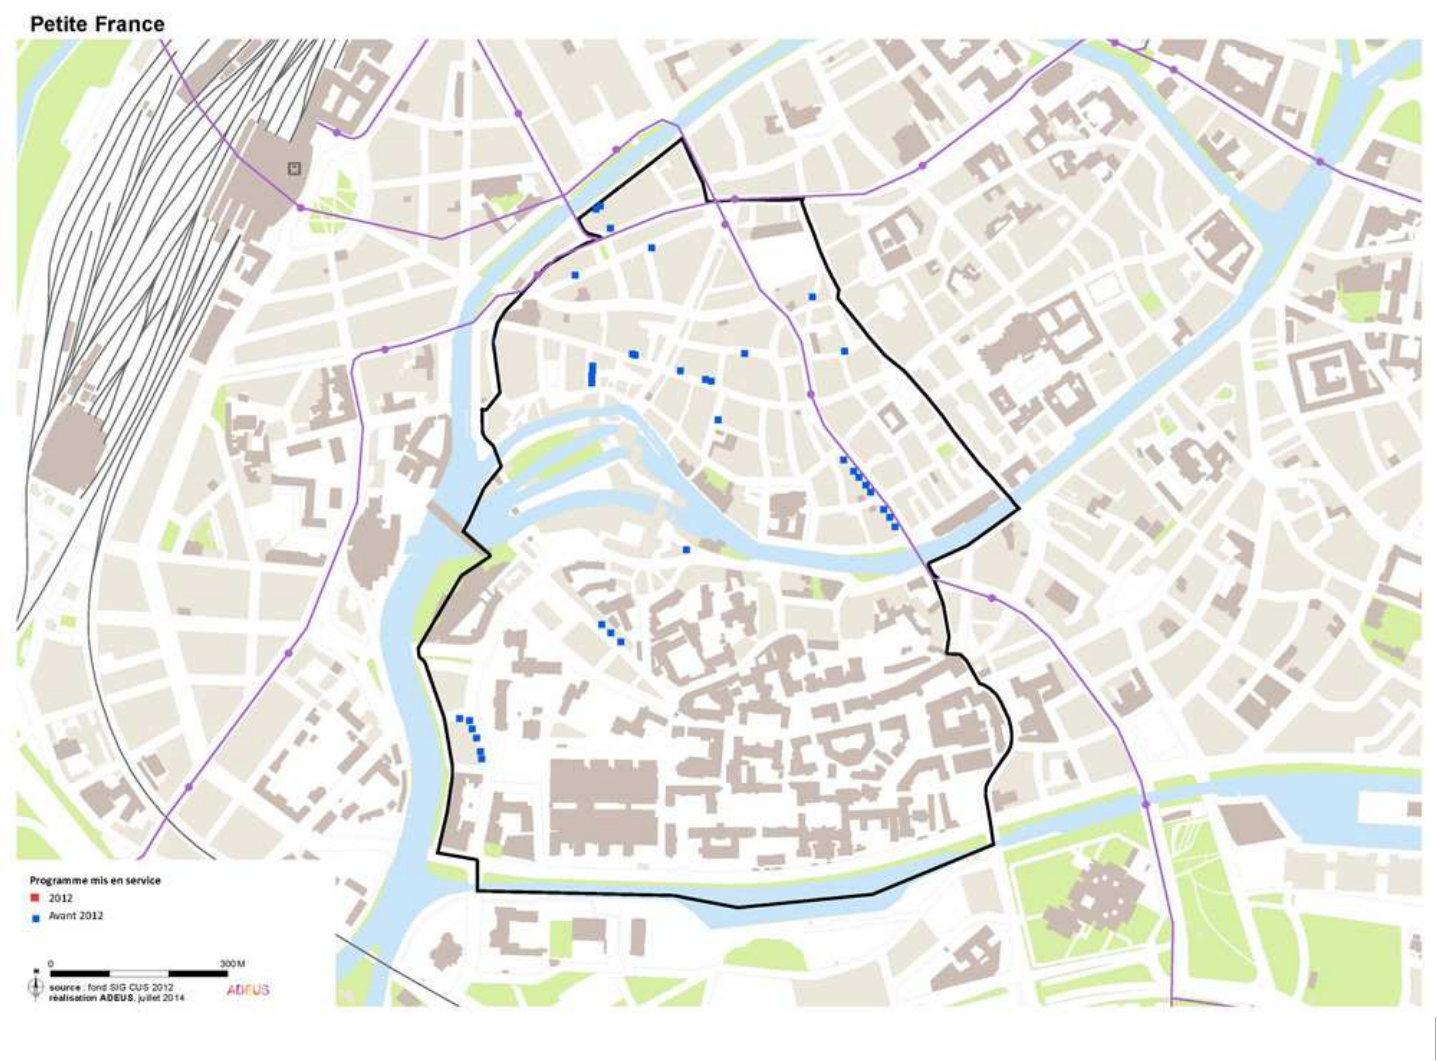 Petite France
Programme mis en service
2012
Avant 2012
0 300 M
N
source : fond SIG CUS 2012
réalisation ADEUS, juillet 2014
ADEUS